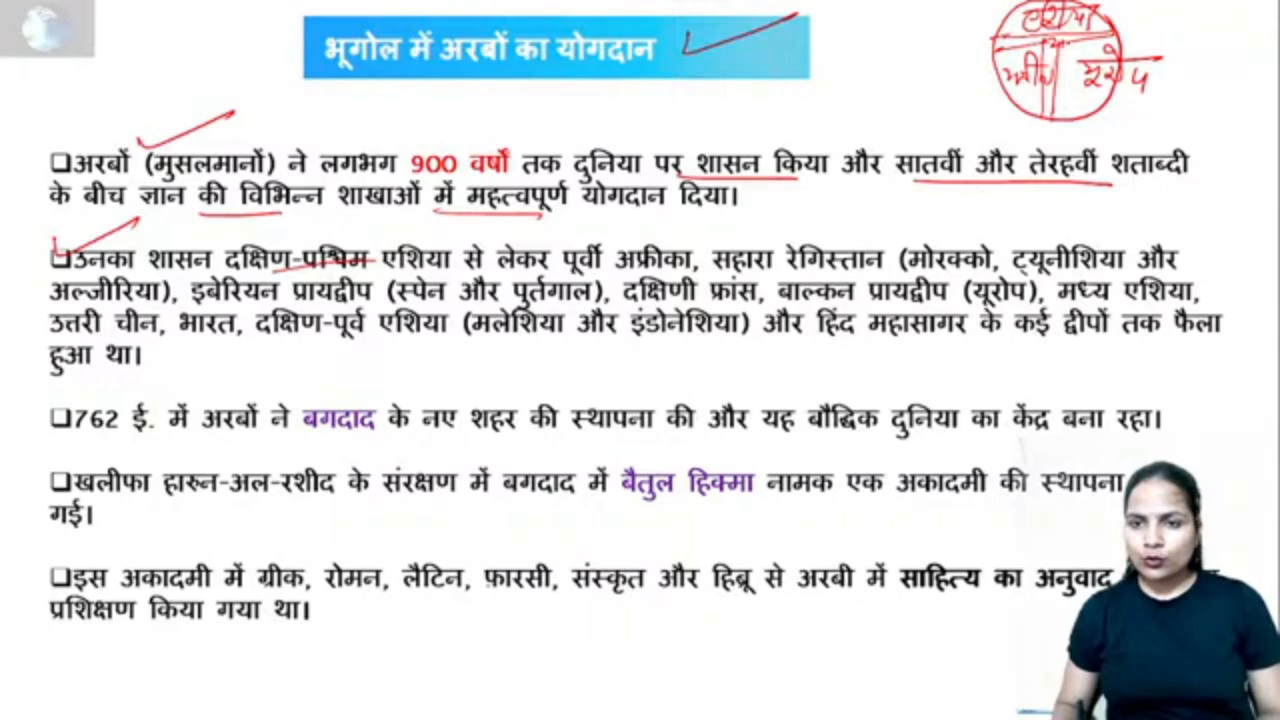 भूगोल में अरबों का योगदान
एशिया
यूरोप
❑अरबों (मुसलमानों) ने लगभग 900 वर्षों तक दुनिया पर शासन किया और सातवीं और तेरहवीं शताब्दी
के बीच ज्ञान की विभिन्न शाखाओं में महत्वपूर्ण योगदान दिया।
❑उनका शासन दक्षिण-पश्चिम एशिया से लेकर पूर्वी अफ्रीका, सहारा रेगिस्तान (मोरक्को, ट्यूनीशिया और
अल्जीरिया), इबेरियन प्रायद्वीप (स्पेन और पुर्तगाल), दक्षिणी फ्रांस, बाल्कन प्रायद्वीप (यूरोप), मध्य एशिया,
उत्तरी चीन, भारत, दक्षिण-पूर्व एशिया (मलेशिया और इंडोनेशिया) और हिंद महासागर के कई द्वीपों तक फैला
हुआ था।
❑762 ई. में अरबों ने बगदाद के नए शहर की स्थापना की और यह बौद्धिक दुनिया का केंद्र बना रहा।
❑खलीफा हारुन-अल-रशीद के संरक्षण में बगदाद में बैतुल हिक्मा नामक एक अकादमी की स्थापना
गई।
❑इस अकादमी में ग्रीक, रोमन, लैटिन, फ़ारसी, संस्कृत और हिब्रू से अरबी में साहित्य का अनुवाद
प्रशिक्षण किया गया था।